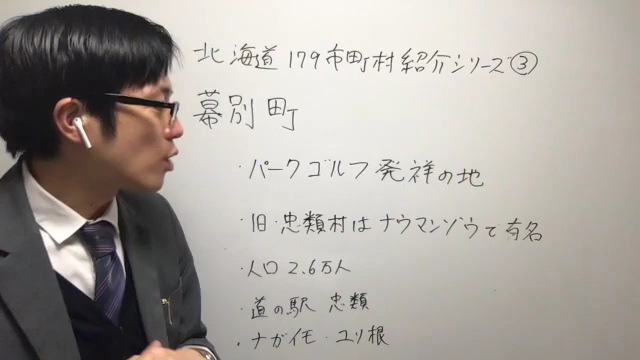 北海道179市町村紹介シリーズ③
幕別町
・パークゴルフ発祥の地
・旧・忠類村はナウマンゾウで有名
・人口2.6万人
・道の駅 忠類
・ナガイモ・ユリ根